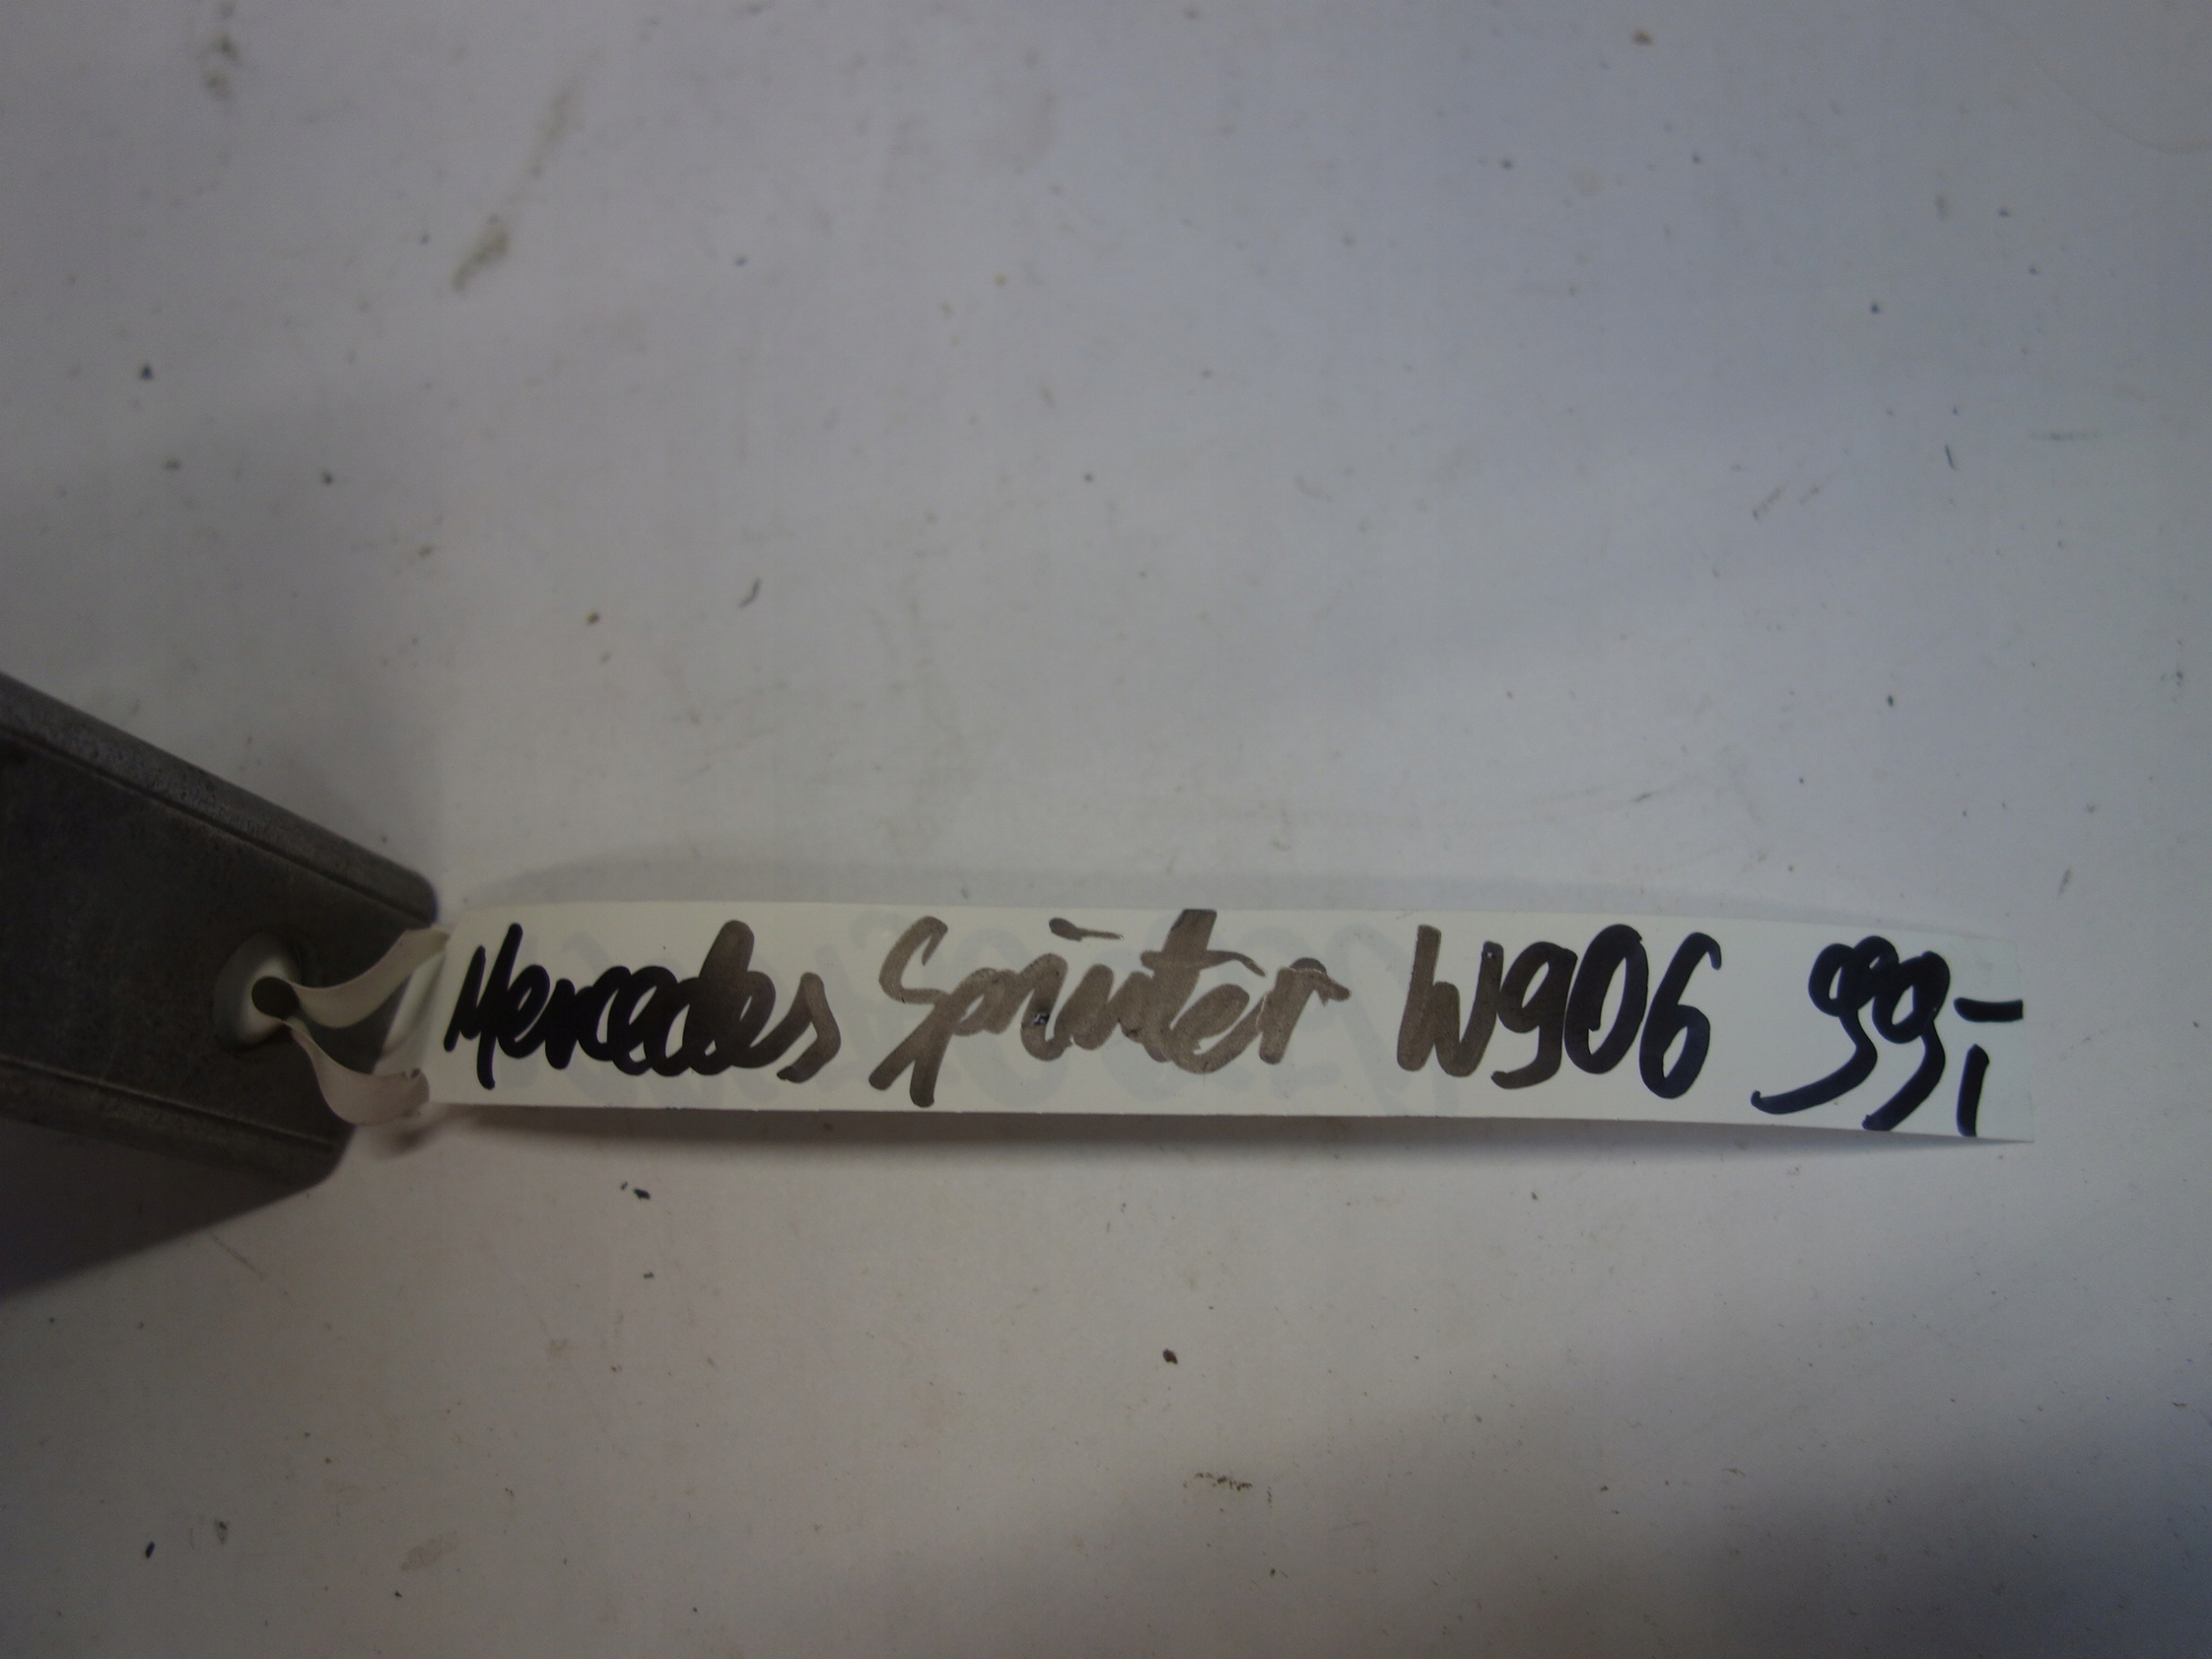 Mercedes Sprinter W906 99,-